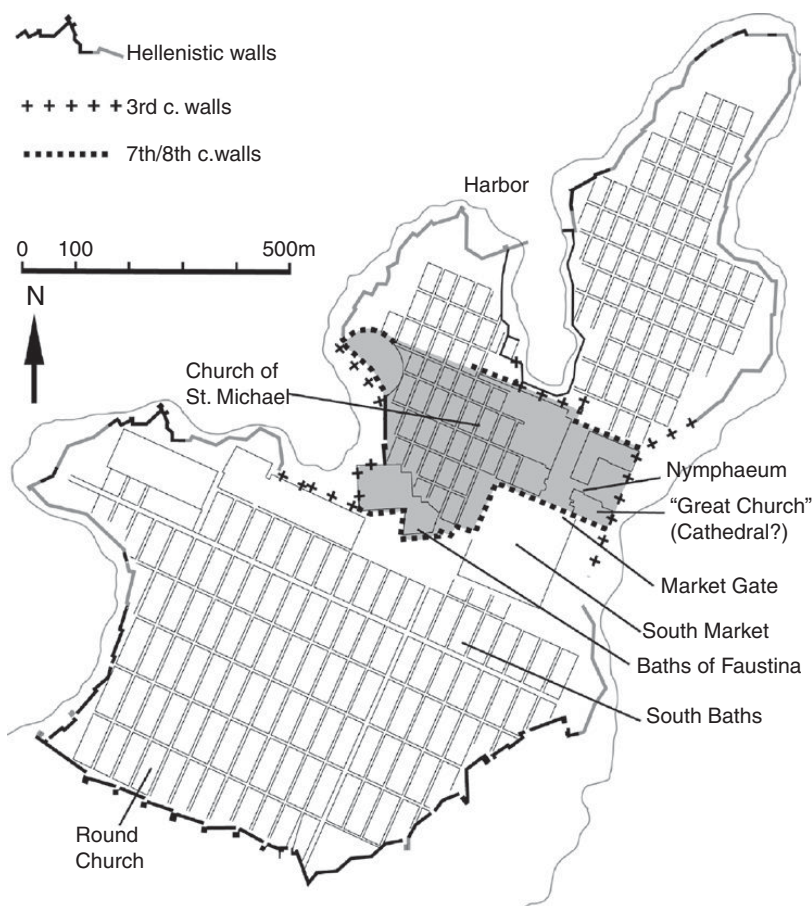 Hellenistic walls
3rd c. walls
7th/8th c.walls
Harbor
0 100 500m
N
Church of
St. Michael
Nymphaeum
“Great Church”
(Cathedral?)
Market Gate
South Market
Baths of Faustina
South Baths
Round
Church